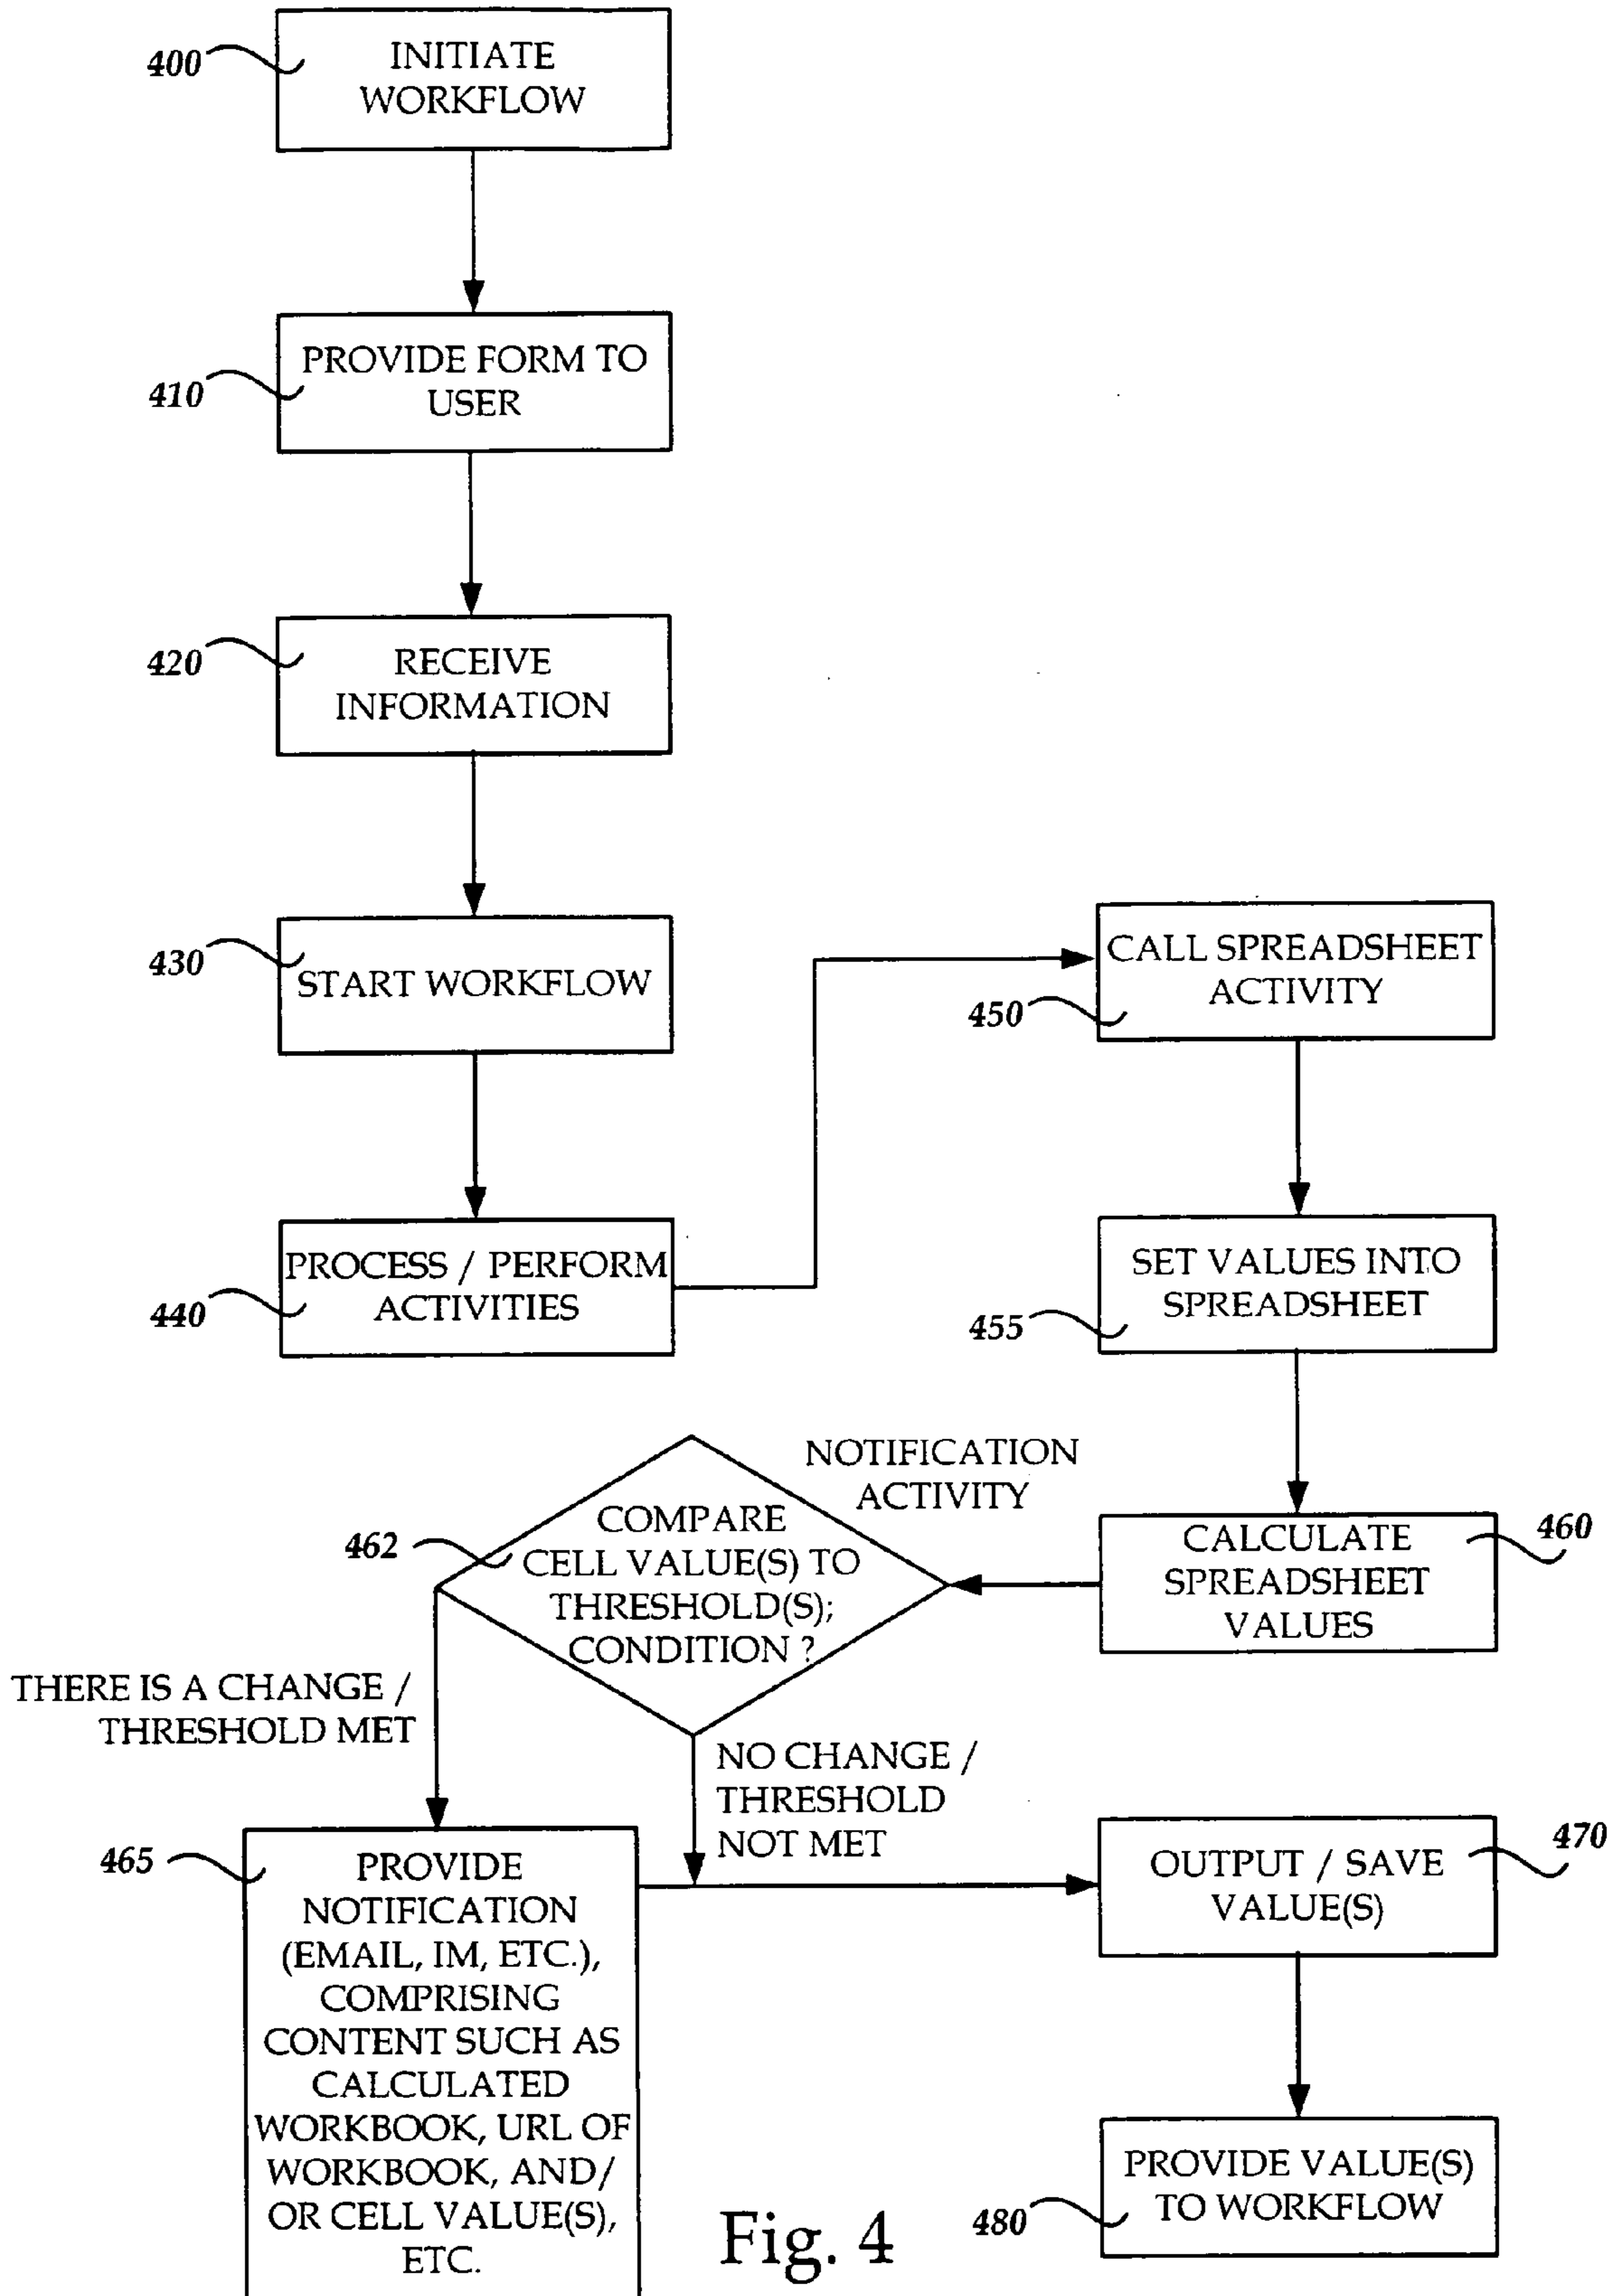 400
INITIATE
WORKFLOW
410
PROVIDE FORM TO
USER
420
RECEIVE
INFORMATION
430
START WORKFLOW
440
PROCESS / PERFORM
ACTIVITIES
450
CALL SPREADSHEET
ACTIVITY
455
SET VALUES INTO
SPREADSHEET
460
CALCULATE
SPREADSHEET
VALUES
NOTIFICATION
ACTIVITY
462
COMPARE
CELL VALUE(S) TO
THRESHOLD(S);
CONDITION ?
THERE IS A CHANGE /
THRESHOLD MET
NO CHANGE /
THRESHOLD
NOT MET
465
PROVIDE
NOTIFICATION
(EMAIL, IM, ETC.),
COMPRISING
CONTENT SUCH AS
CALCULATED
WORKBOOK, URL OF
WORKBOOK, AND/
OR CELL VALUE(S),
ETC.
470
OUTPUT / SAVE
VALUE(S)
480
PROVIDE VALUE(S)
TO WORKFLOW
Fig. 4